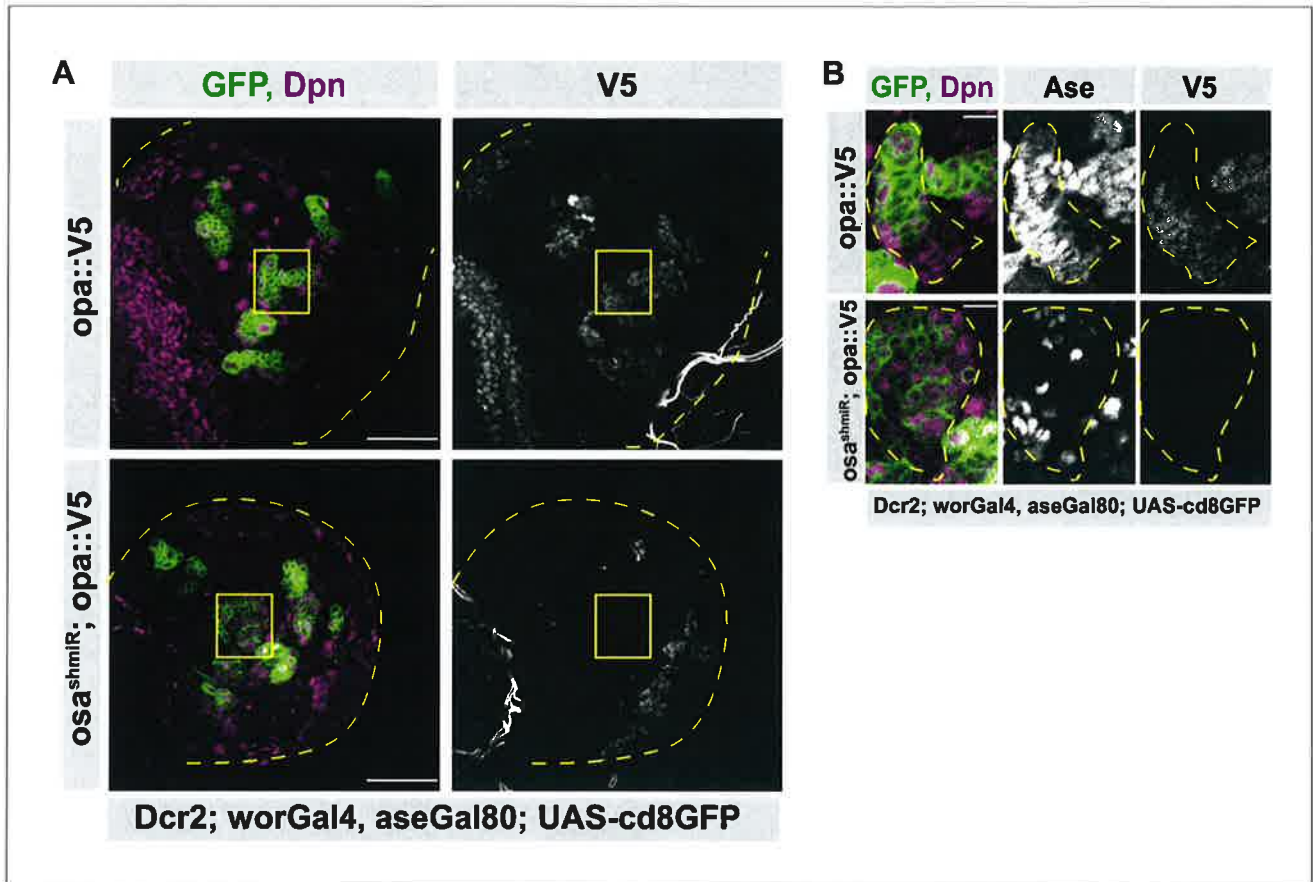 A
GFP, Dpn
V5
opa::V5
osa^shmiR; opa::V5
Dcr2; worGal4, aseGal80; UAS-cd8GFP
B
GFP, Dpn
Ase
V5
opa::V5
osa^shmiR; opa::V5
Dcr2; worGal4, aseGal80; UAS-cd8GFP